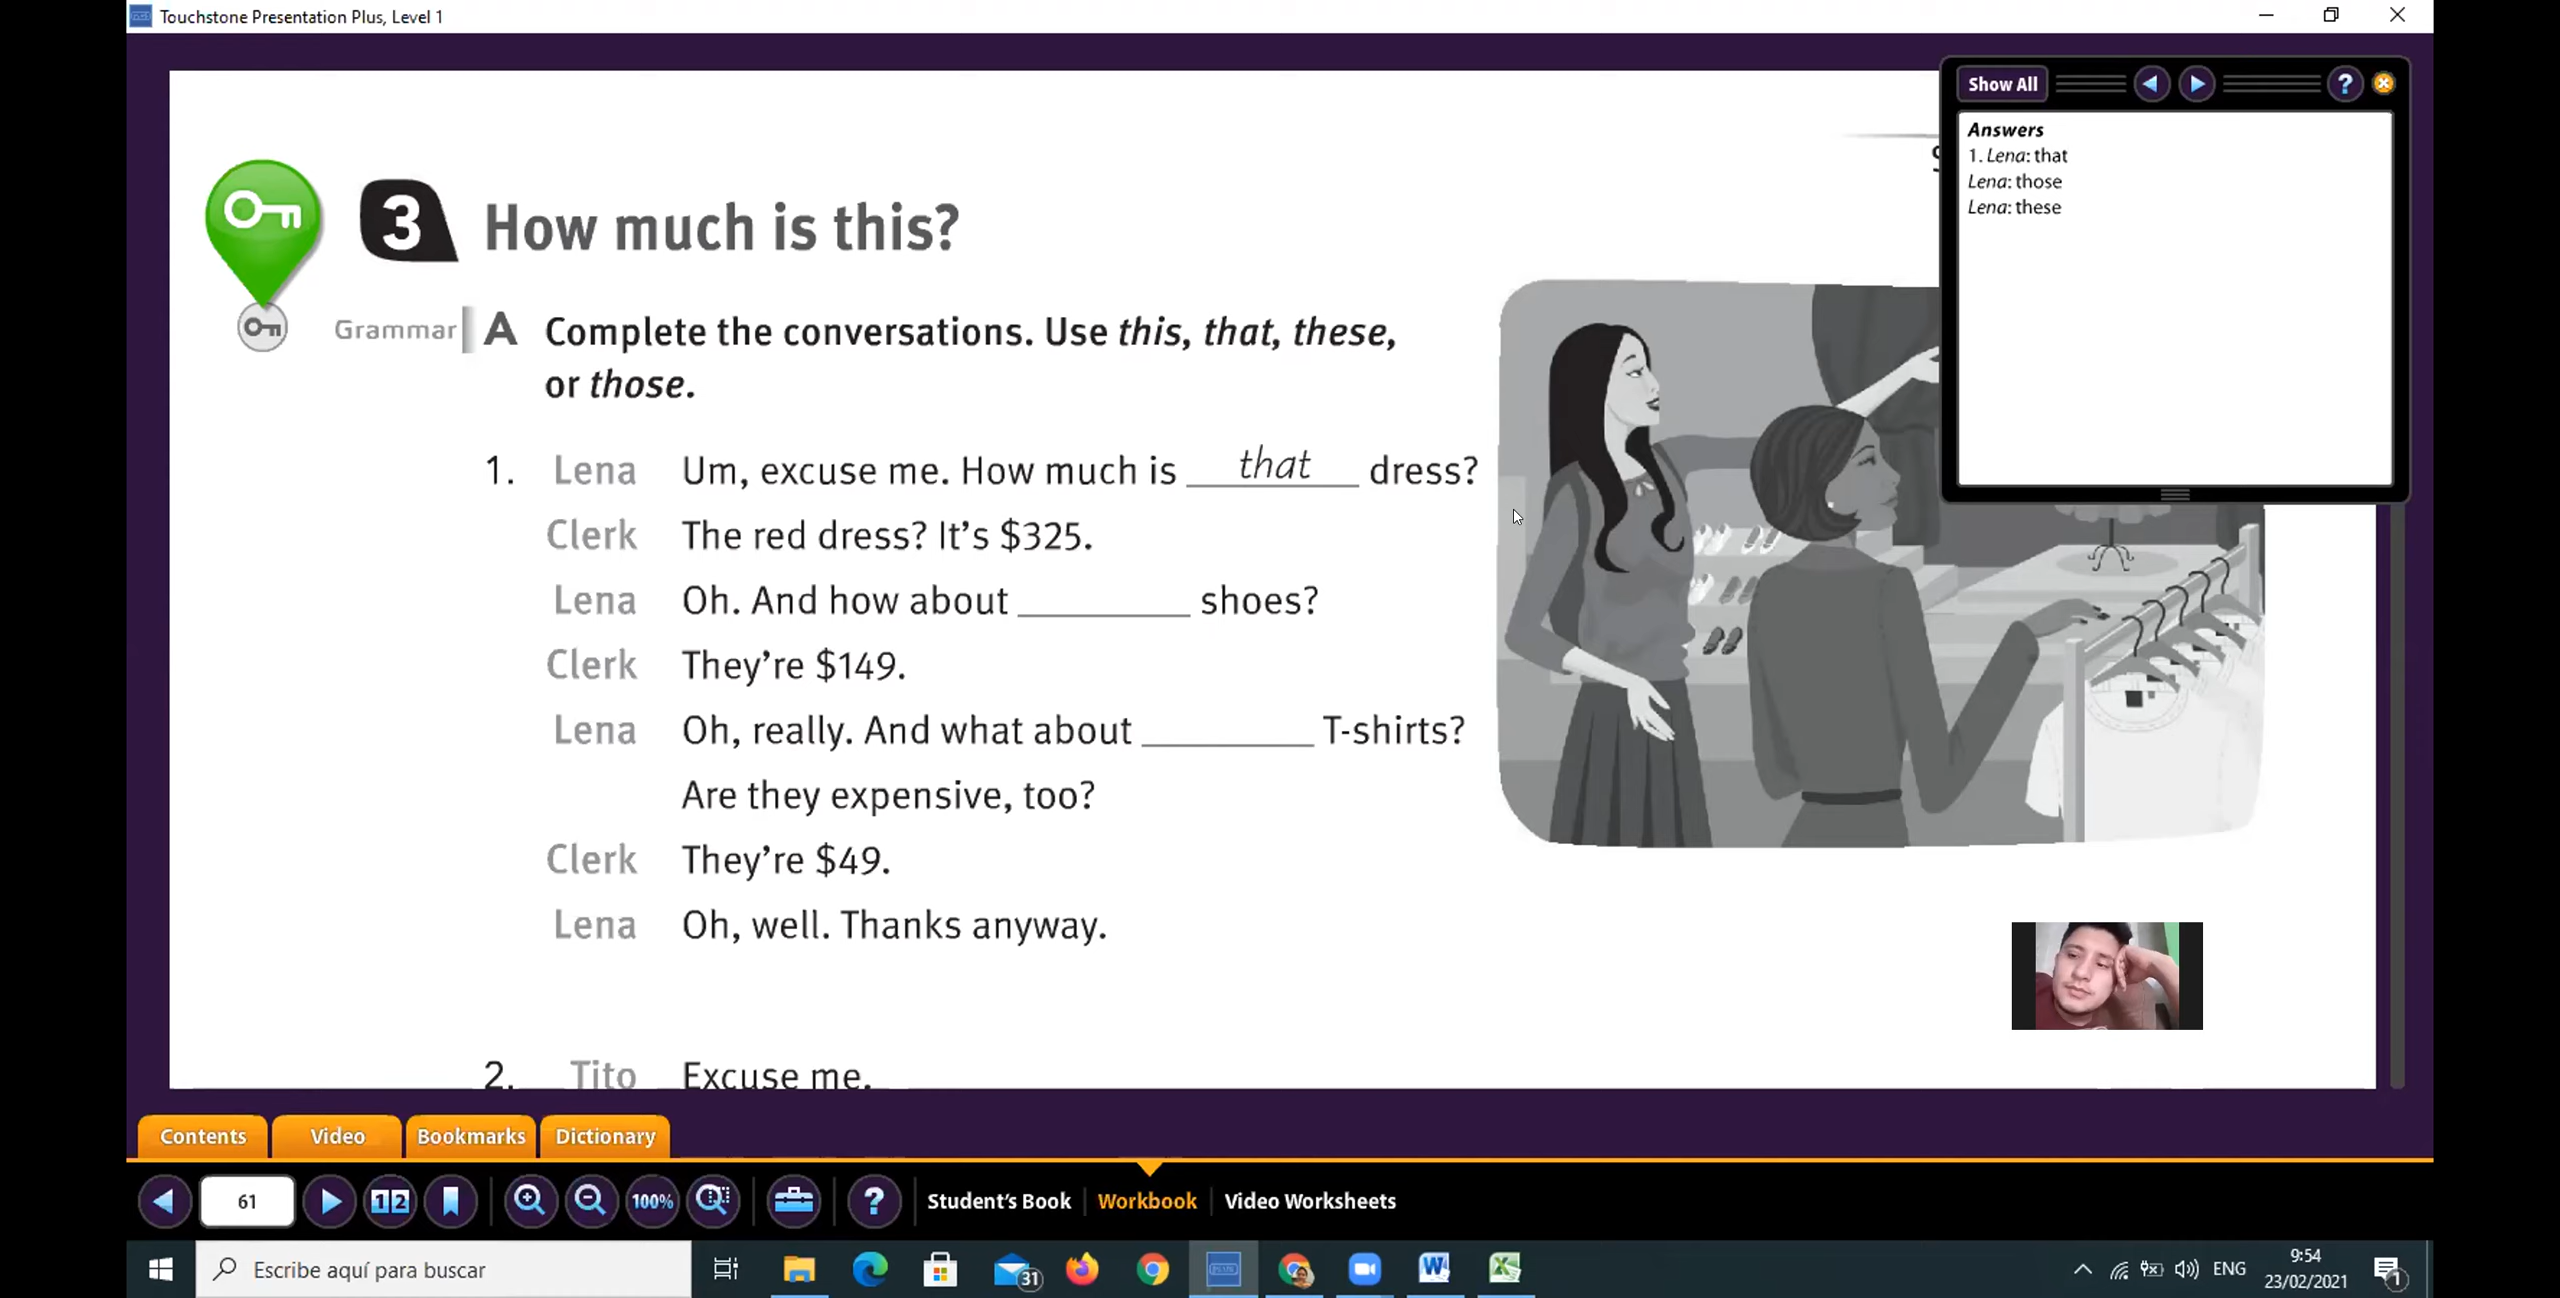 Touchstone Presentation Plus, Level 1
Show All
?
Answers
1. Lena: that
Lena: those
Lena: these
3 How much is this?
Grammar A Complete the conversations. Use this, that, these,
or those.
1. Lena Um, excuse me. How much is that dress?
Clerk The red dress? It's $325.
Lena Oh. And how about __________ shoes?
Clerk They're $149.
Lena Oh, really. And what about __________ T-shirts?
Are they expensive, too?
Clerk They're $49.
Lena Oh, well. Thanks anyway.
2. Tito Excuse me.
Contents Video Bookmarks Dictionary
61 12 100% ? Student's Book Workbook Video Worksheets
Escribe aquí para buscar 31 ENG 9:54
23/02/2021 1